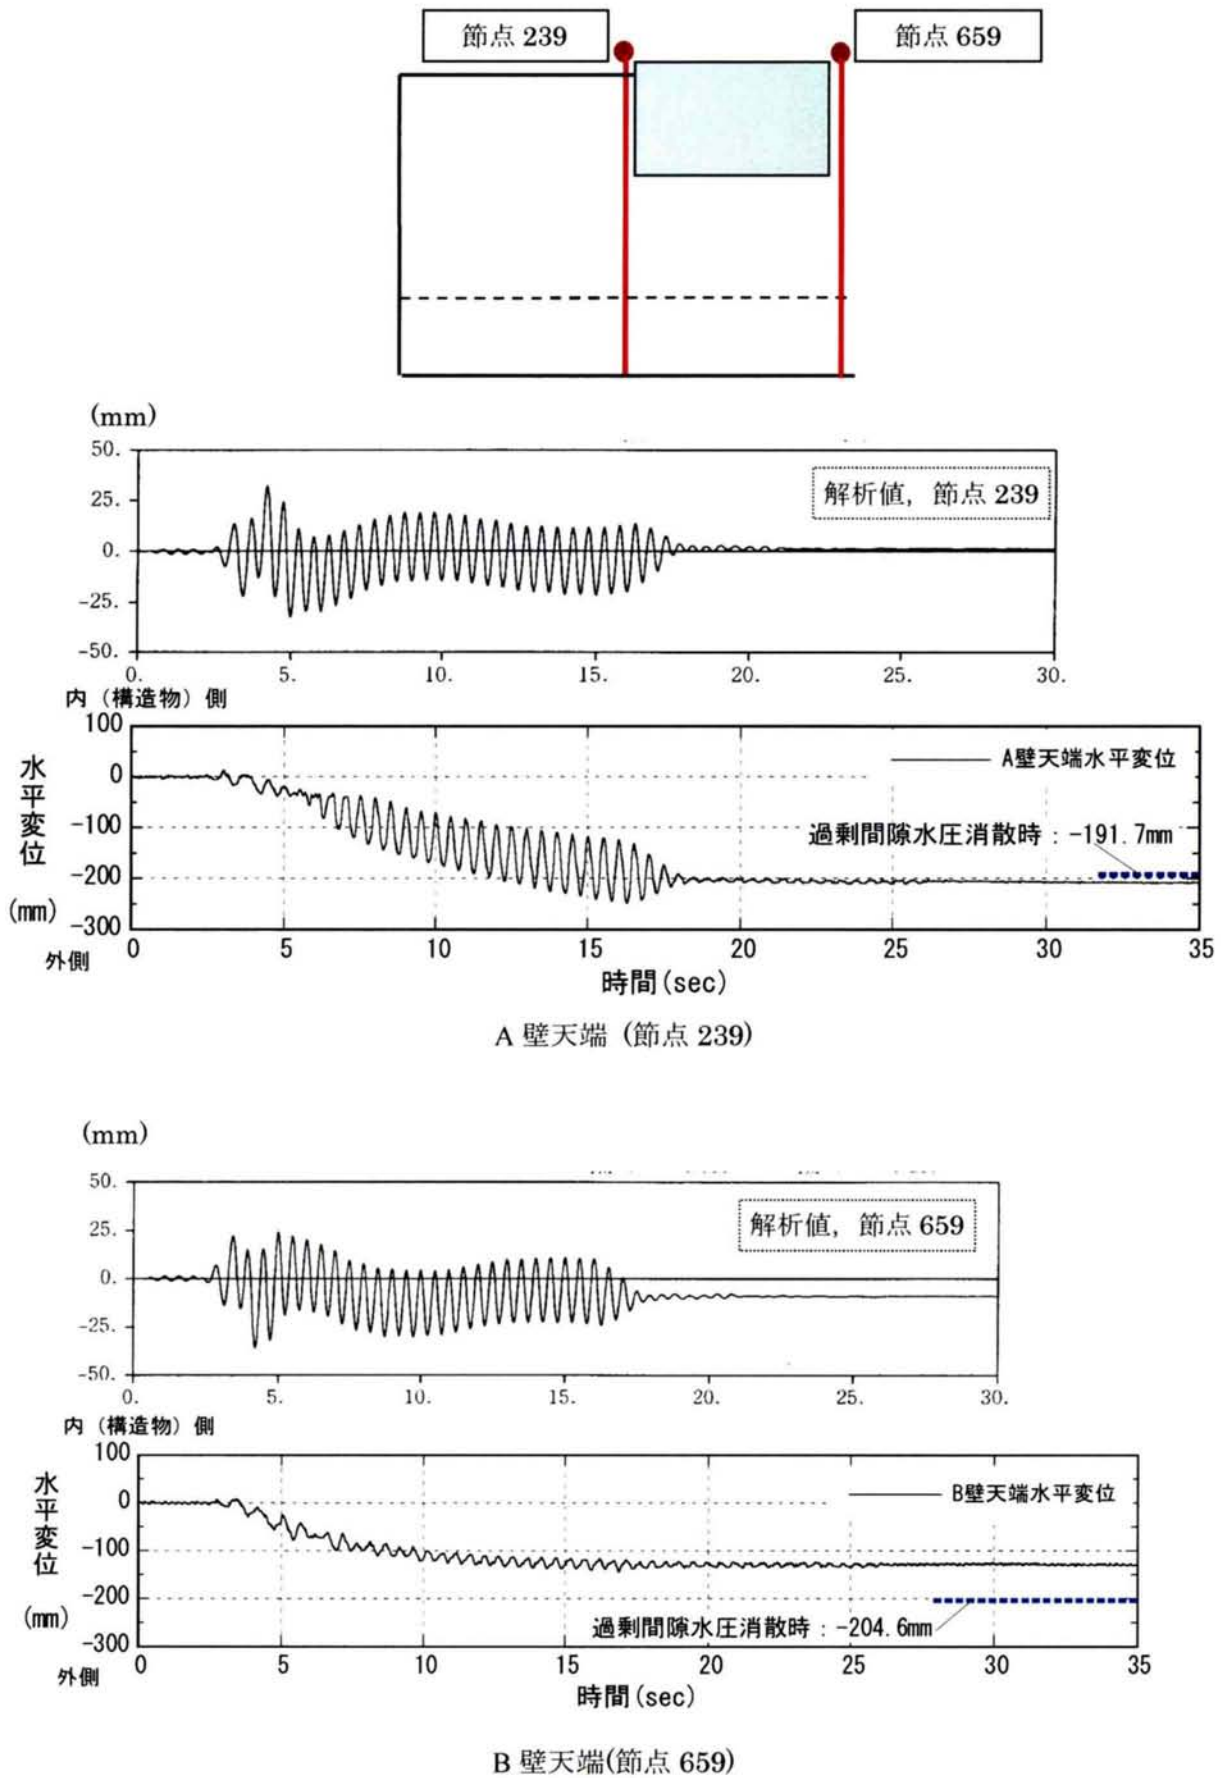 節点 239
節点 659
(mm)
50.
25.
0.
-25.
-50.
解析値, 節点 239
0. 5. 10. 15. 20. 25. 30.
内（構造物）側
100
0
-100
-200
-300
水平変位
(mm)
A壁天端水平変位
過剰間隙水圧消散時：-191.7mm
0 5 10 15 20 25 30 35
外側
時間(sec)
A 壁天端 (節点 239)
(mm)
50.
25.
0.
-25.
-50.
解析値, 節点 659
0. 5. 10. 15. 20. 25. 30.
内（構造物）側
100
0
-100
-200
-300
水平変位
(mm)
B壁天端水平変位
過剰間隙水圧消散時：-204.6mm
0 5 10 15 20 25 30 35
外側
時間(sec)
B 壁天端(節点 659)